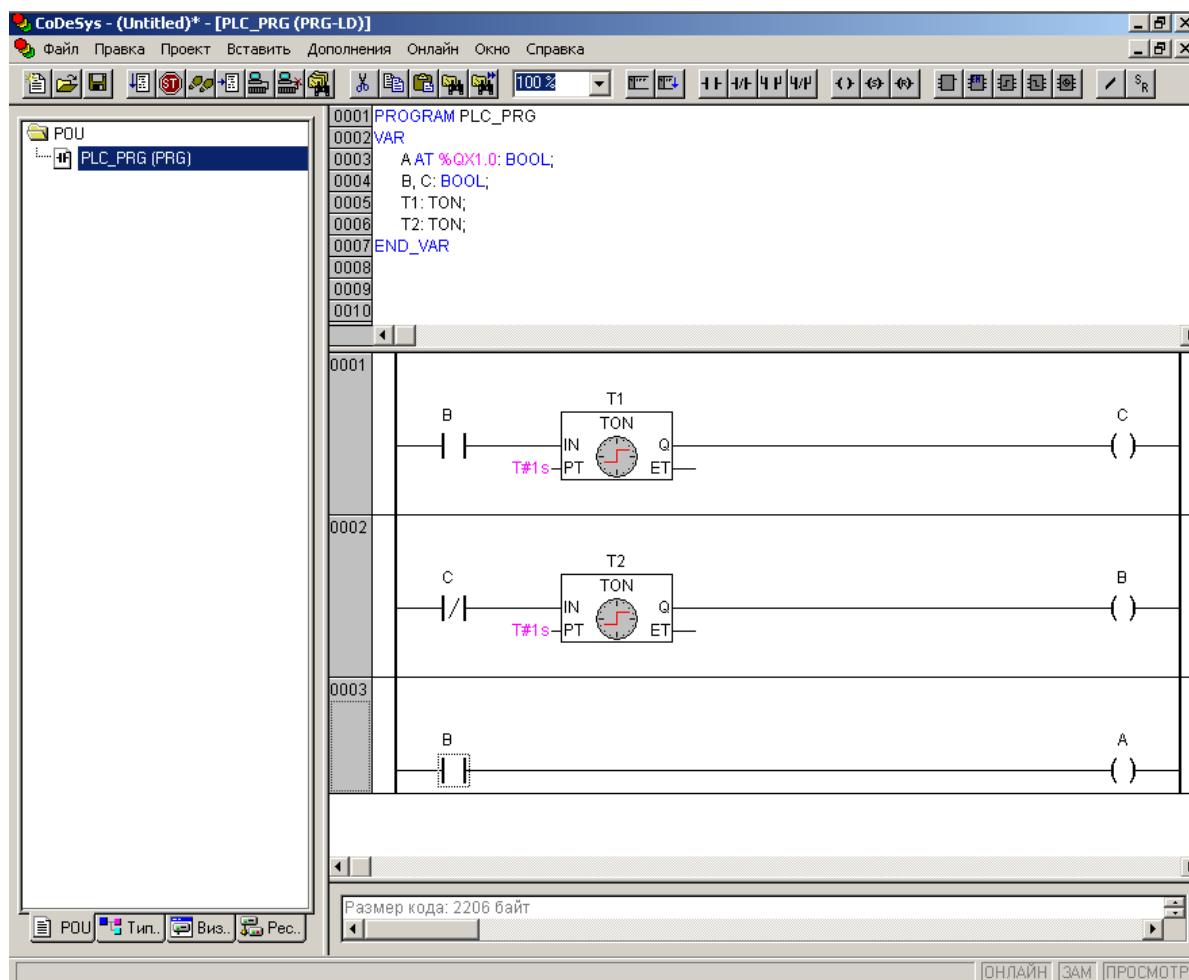 CoDeSys - (Untitled)* - [PLC_PRG (PRG-LD)]
Файл Правка Проект Вставить Дополнения Онлайн Окно Справка
100 %
POU
PLC_PRG (PRG)
0001 PROGRAM PLC_PRG
0002 VAR
0003 A AT %QX1.0: BOOL;
0004 B, C: BOOL;
0005 T1: TON;
0006 T2: TON;
0007 END_VAR
0008
0009
0010
0001
T1
B TON C
IN Q
T#1s PT ET
0002
T2
C TON B
IN Q
T#1s PT ET
0003
B A
Размер кода: 2206 байт
POU Тип.. Виз.. Рес..
ОНЛАЙН ЗАМ ПРОСМОТР